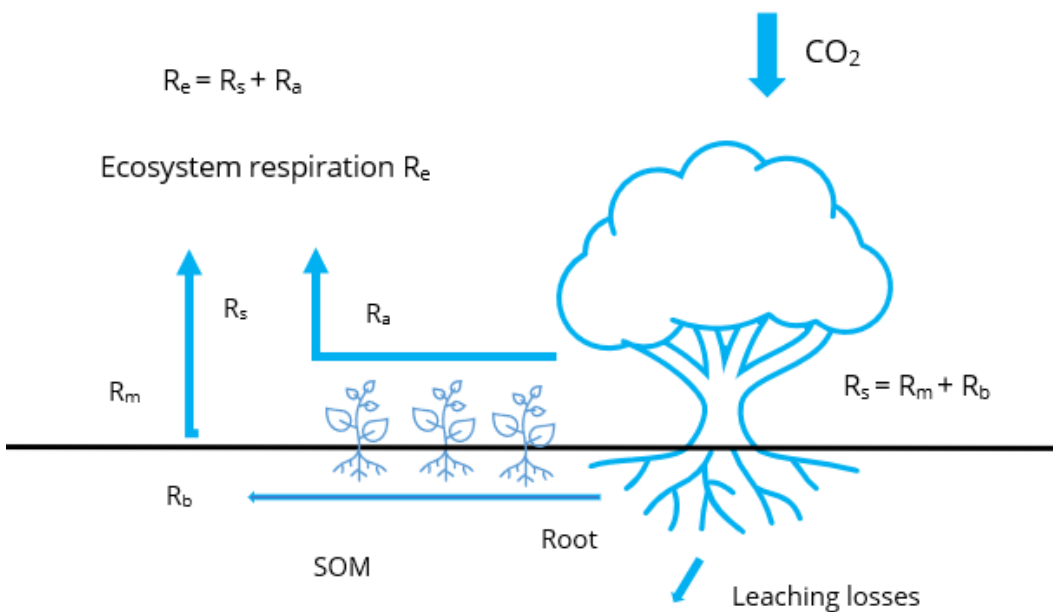 CO₂
Rₑ = Rₛ + Rₐ
Ecosystem respiration Rₑ
Rₛ
Rₐ
Rₘ
Rₛ = Rₘ + R_b
R_b
Root
SOM
Leaching losses